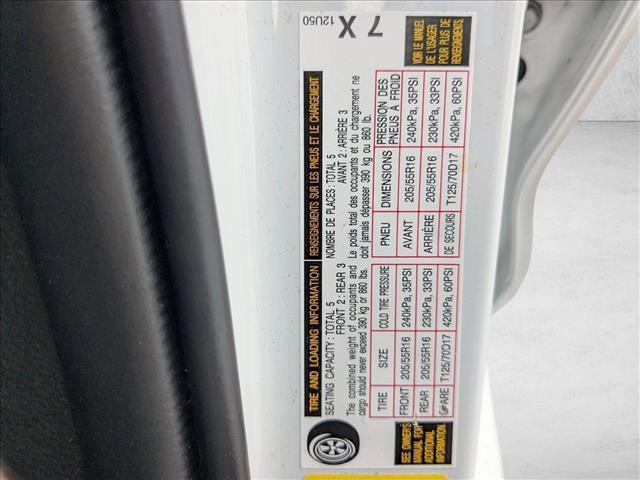 TIRE AND LOADING INFORMATION
RENSEIGNEMENTS SUR LES PNEUS ET LE CHARGEMENT
SEATING CAPACITY: TOTAL 5
FRONT 2: REAR 3
The combined weight of occupants and
cargo should never exceed 390 kg or 860 lbs.
NOMBRE DE PLACES: TOTAL 5
AVANT 2: ARRIÈRE 3
Le poids total des occupants et du chargement ne
doit jamais dépasser 390 kg ou 860 lb.
TIRE SIZE COLD TIRE PRESSURE
FRONT 205/55R16 240kPa, 35PSI
REAR 205/55R16 230kPa, 33PSI
SPARE T125/70D17 420kPa, 60PSI
PNEU DIMENSIONS PRESSION DES
PNEUS À FROID
AVANT 205/55R16 240kPa, 35PSI
ARRIÈRE 205/55R16 230kPa, 33PSI
DE SECOURS T125/70D17 420kPa, 60PSI
SEE OWNER'S
MANUAL FOR
ADDITIONAL
INFORMATION
VOIR LE MANUEL
DE L'USAGER
POUR PLUS DE
RENSEIGNEMENTS
12U50
7 X